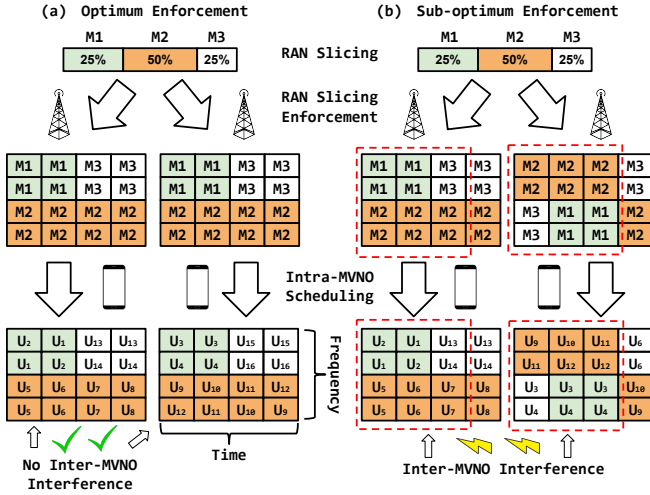 (a) Optimum Enforcement
M1 M2 M3
25% 50% 25%
RAN Slicing
RAN Slicing
Enforcement
M1 M1 M3 M3
M1 M1 M3 M3
M2 M2 M2 M2
M2 M2 M2 M2
M1 M1 M3 M3
M1 M1 M3 M3
M2 M2 M2 M2
M2 M2 M2 M2
Intra-MVNO
Scheduling
U₂ U₁ U₁₃ U₁₃
U₁ U₂ U₁₄ U₁₄
U₅ U₆ U₇ U₈
U₅ U₆ U₇ U₈
U₃ U₃ U₁₅ U₁₅
U₄ U₄ U₁₆ U₁₆
U₉ U₁₀ U₁₁ U₁₂
U₁₂ U₁₁ U₁₀ U₉
Frequency
Time
No Inter-MVNO
Interference
(b) Sub-optimum Enforcement
M1 M2 M3
25% 50% 25%
M1 M1 M3 M3
M1 M1 M3 M3
M2 M2 M2 M2
M2 M2 M2 M2
M2 M2 M2 M3
M2 M2 M2 M3
M3 M1 M1 M2
M3 M1 M1 M2
U₂ U₁ U₁₃ U₁₃
U₁ U₂ U₁₄ U₁₄
U₅ U₆ U₇ U₈
U₅ U₆ U₇ U₈
U₉ U₁₀ U₁₁ U₆
U₁₁ U₁₂ U₁₂ U₆
U₃ U₃ U₃ U₁₀
U₄ U₄ U₄ U₉
Inter-MVNO Interference